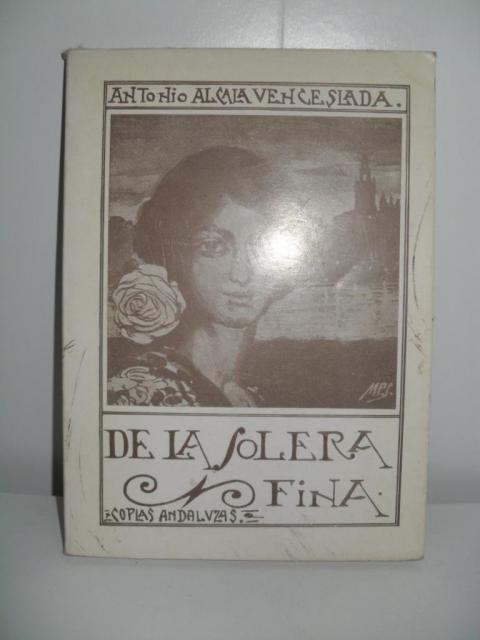 ANTONIO ALCALA VENCESLADA.
MPS.
DE LA SOLERA
FINA.
COPLAS ANDALUZAS.